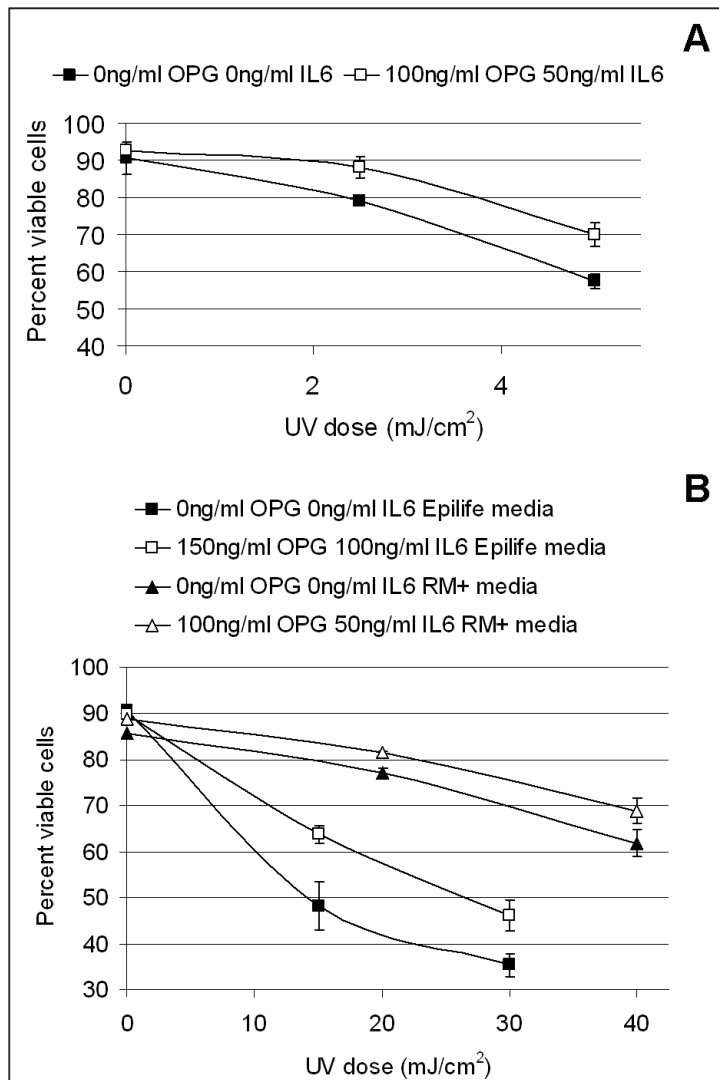 A
0ng/ml OPG 0ng/ml IL6 100ng/ml OPG 50ng/ml IL6
100
90
80
70
60
50
40
Percent viable cells
0 2 4
UV dose (mJ/cm²)
B
0ng/ml OPG 0ng/ml IL6 Epilife media
150ng/ml OPG 100ng/ml IL6 Epilife media
0ng/ml OPG 0ng/ml IL6 RM+ media
100ng/ml OPG 50ng/ml IL6 RM+ media
100
90
80
70
60
50
40
30
Percent viable cells
0 10 20 30 40
UV dose (mJ/cm²)